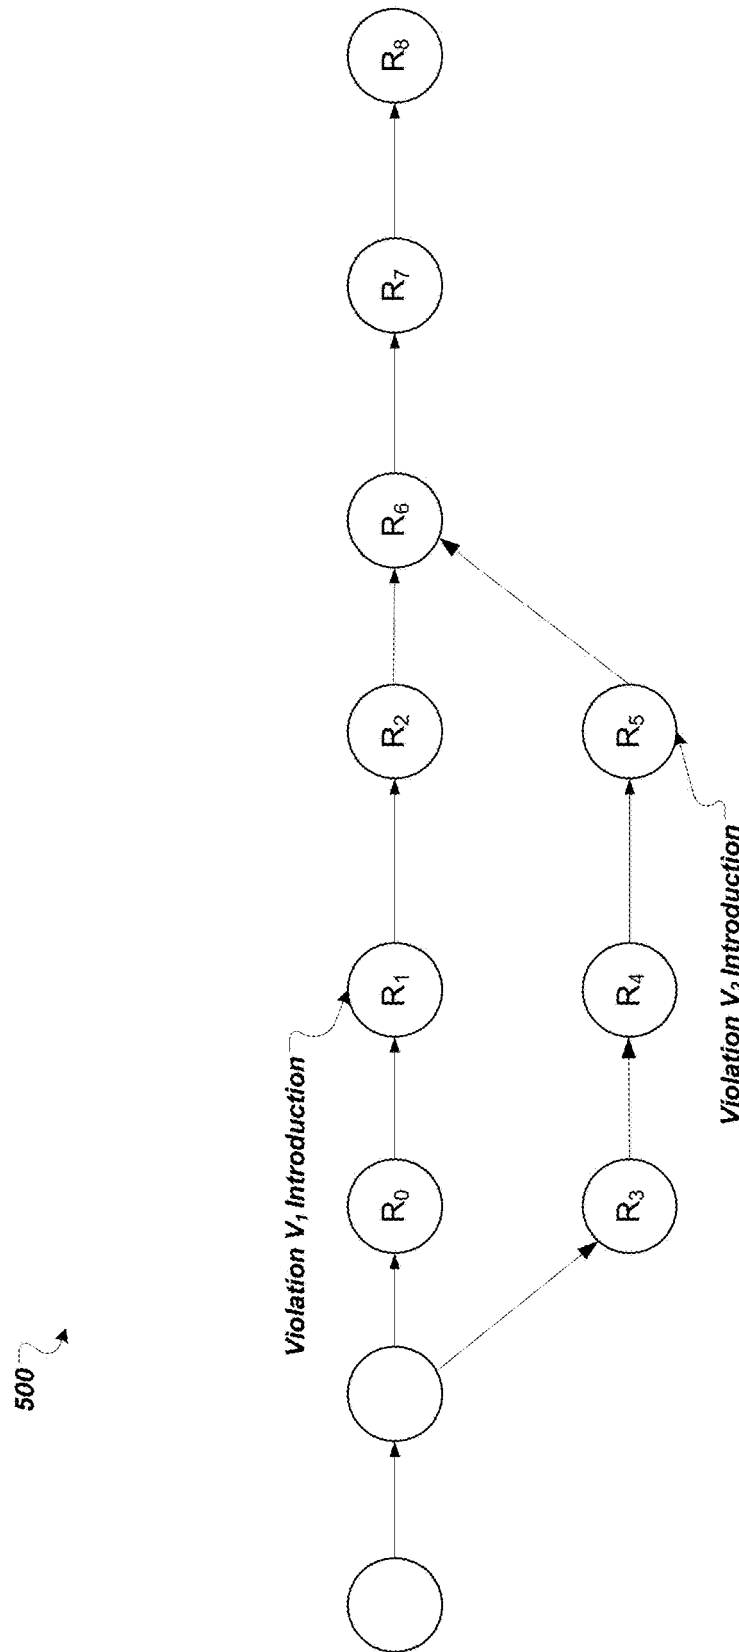 500
Violation V₁ Introduction
R₀
R₁
R₂
R₆
R₇
R₈
R₃
R₄
R₅
Violation V₂ Introduction